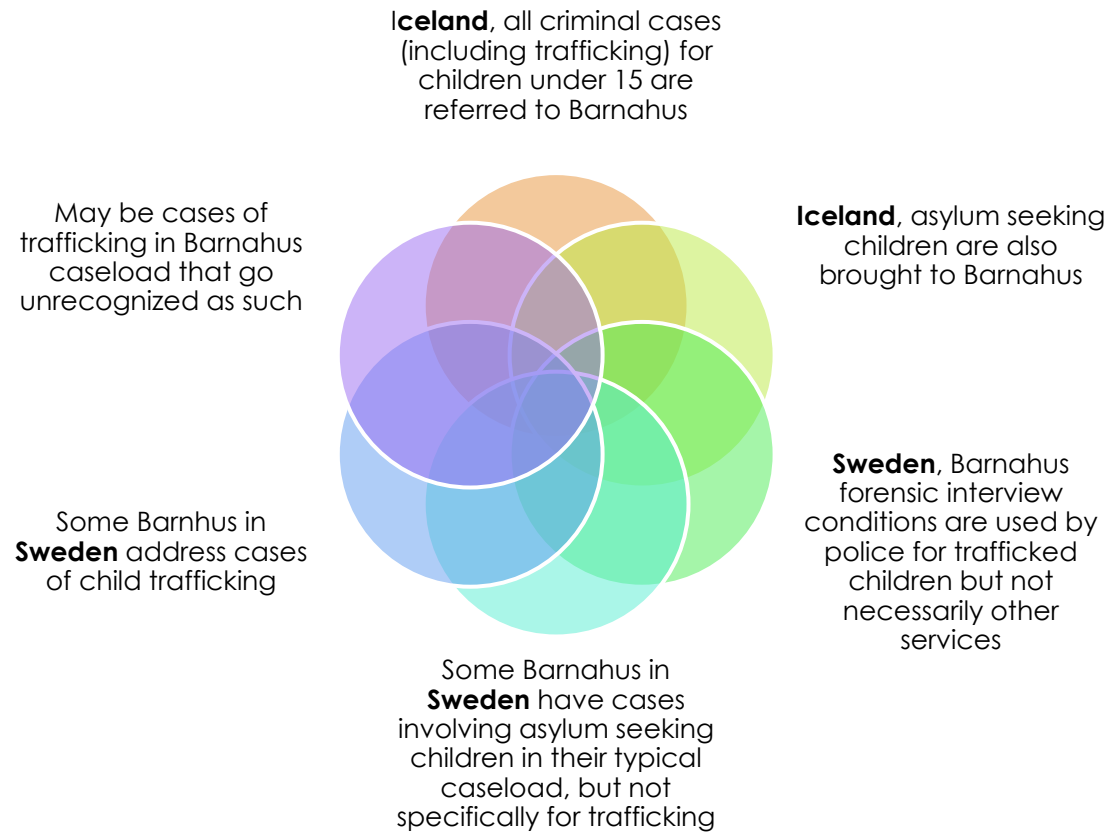 Iceland, all criminal cases
(including trafficking) for
children under 15 are
referred to Barnahus
Iceland, asylum seeking
children are also
brought to Barnahus
Sweden, Barnahus
forensic interview
conditions are used by
police for trafficked
children but not
necessarily other
services
Some Barnahus in
Sweden have cases
involving asylum seeking
children in their typical
caseload, but not
specifically for trafficking
Some Barnhus in
Sweden address cases
of child trafficking
May be cases of
trafficking in Barnahus
caseload that go
unrecognized as such